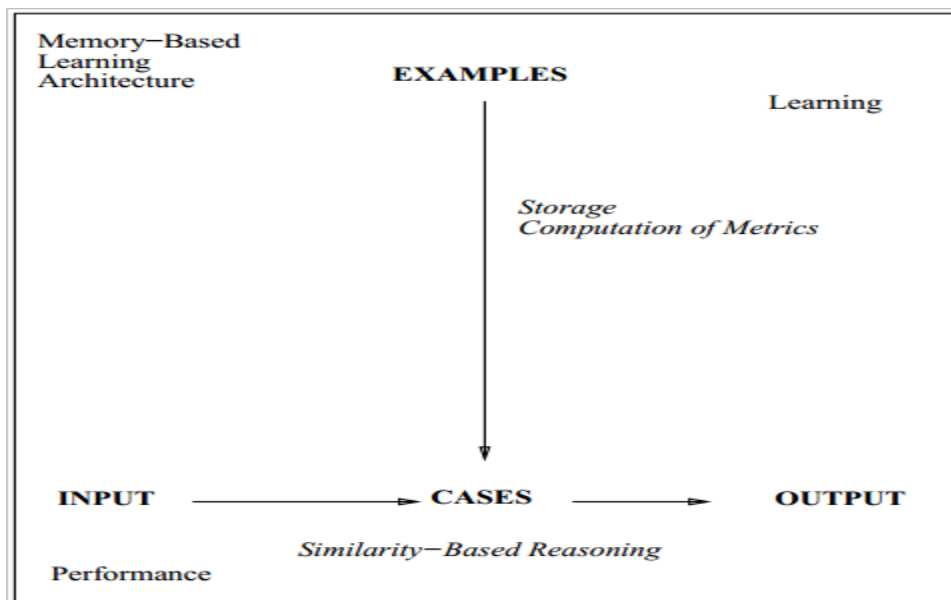 Memory−Based
Learning
Architecture
EXAMPLES
Learning
Storage
Computation of Metrics
INPUT
CASES
OUTPUT
Similarity−Based Reasoning
Performance